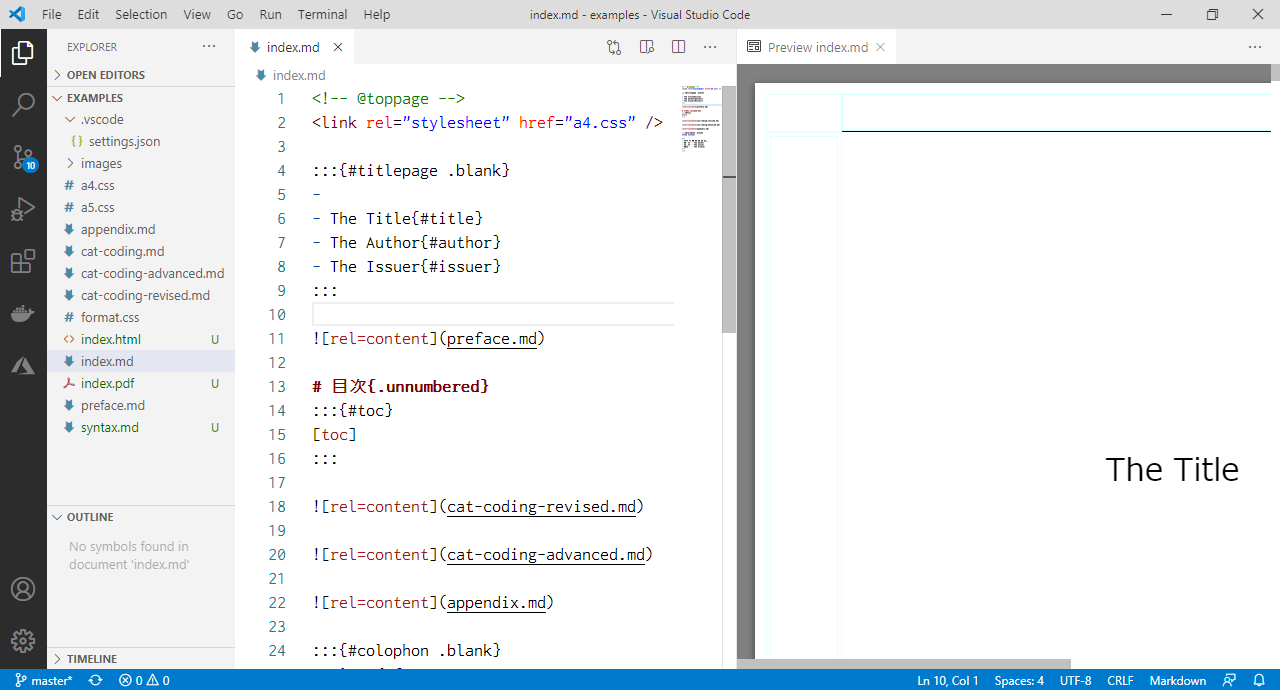 File Edit Selection View Go Run Terminal Help
index.md - examples - Visual Studio Code
EXPLORER
OPEN EDITORS
EXAMPLES
.vscode
{} settings.json
images
# a4.css
# a5.css
appendix.md
cat-coding.md
cat-coding-advanced.md
cat-coding-revised.md
# format.css
<> index.html U
index.md
index.pdf U
preface.md
syntax.md U
OUTLINE
No symbols found in
document 'index.md'
TIMELINE
10
index.md
index.md
1 <!-- @toppage -->
2 <link rel="stylesheet" href="a4.css" />
3
4 :::{#titlepage .blank}
5 -
6 - The Title{#title}
7 - The Author{#author}
8 - The Issuer{#issuer}
9 :::
10
11 ![rel=content](preface.md)
12
13 # 目次{.unnumbered}
14 :::{#toc}
15 [toc]
16 :::
17
18 ![rel=content](cat-coding-revised.md)
19
20 ![rel=content](cat-coding-advanced.md)
21
22 ![rel=content](appendix.md)
23
24 :::{#colophon .blank}
Preview index.md
The Title
master* 0 0
Ln 10, Col 1 Spaces: 4 UTF-8 CRLF Markdown